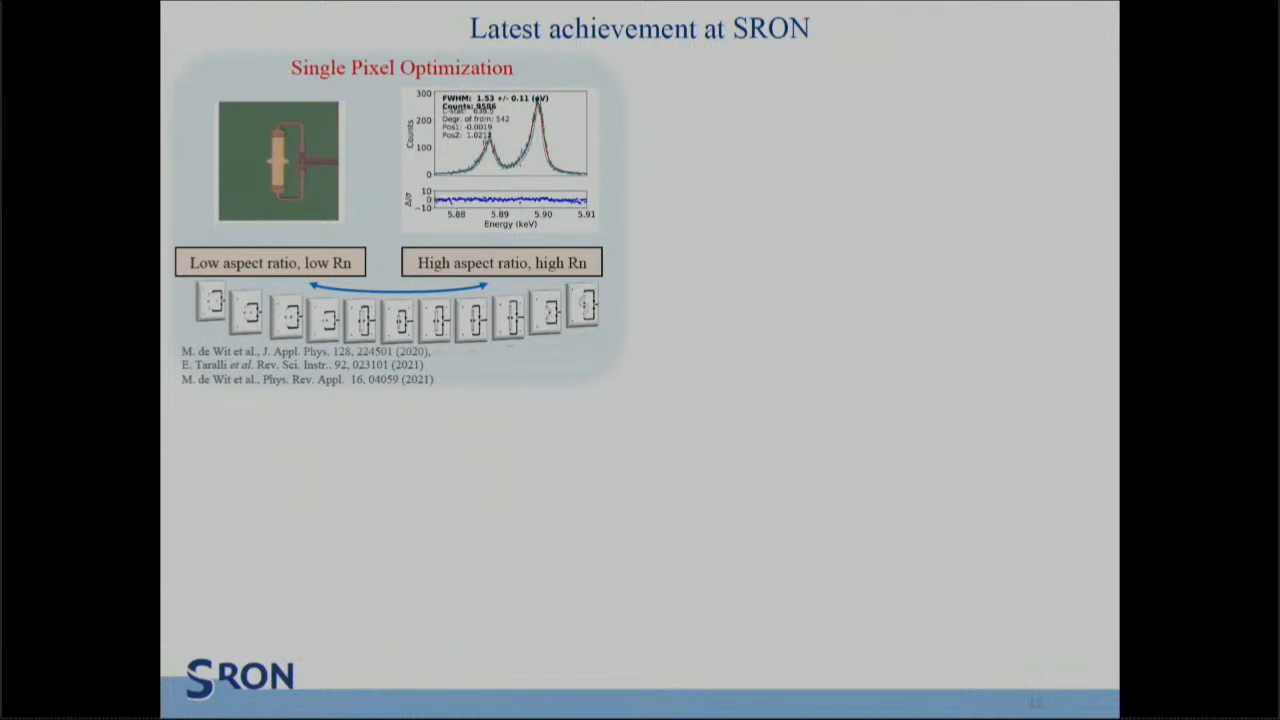 Latest achievement at SRON
Single Pixel Optimization
FWHM: 1.53 +/- 0.11 (eV)
Counts: 9586
Degr. of frdm: 542
Pos1: -0.0019
300
200
100
0
Counts
10
0
-10
Δ/σ
5.88 5.89 5.90 5.91
Energy (keV)
Low aspect ratio, low Rn
High aspect ratio, high Rn
M. de Wit et al., J. Appl. Phys. 128, 224501 (2020),
E. Taralli et al. Rev. Sci. Instr.. 92, 023101 (2021)
M. de Wit et al., Phys. Rev. Appl. 16, 04059 (2021)
SRON
11